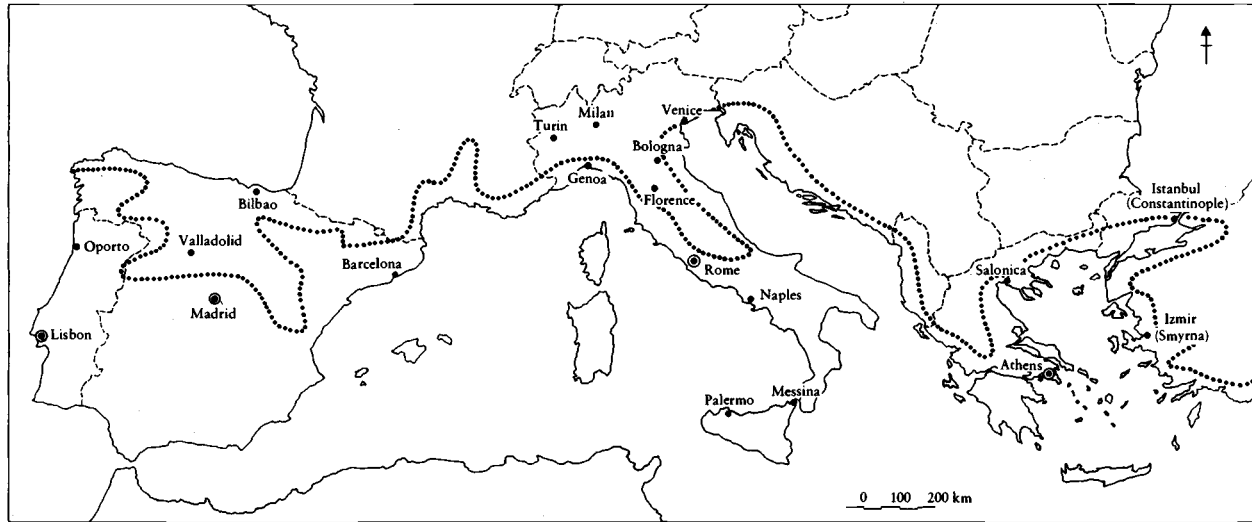 Venice
Milan
Turin
Bologna
Genoa
Florence
Bilbao
Istanbul
(Constantinople)
Oporto
Valladolid
Barcelona
Rome
Salonica
Madrid
Naples
Lisbon
Izmir
(Smyrna)
Athens
Messina
Palermo
0 100 200 km